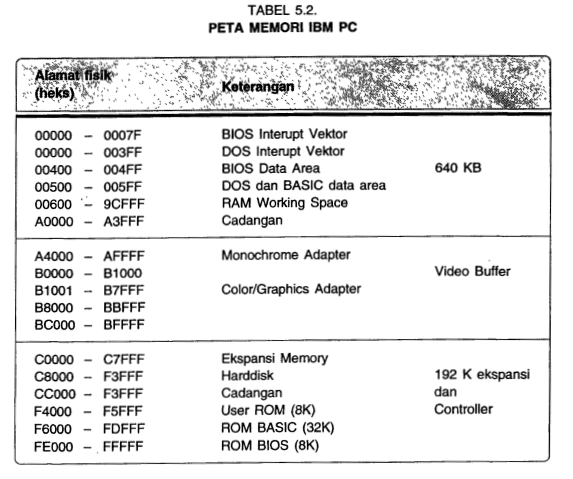 TABEL 5.2.
PETA MEMORI IBM PC
Alamat fisik
(heks) Keterangan
00000 – 0007F BIOS Interupt Vektor
00000 – 003FF DOS Interupt Vektor
00400 – 004FF BIOS Data Area 640 KB
00500 – 005FF DOS dan BASIC data area
00600 – 9CFFF RAM Working Space
A0000 – A3FFF Cadangan
A4000 – AFFFF Monochrome Adapter
B0000 – B1000 Video Buffer
B1001 – B7FFF Color/Graphics Adapter
B8000 – BBFFF
BC000 – BFFFF
C0000 – C7FFF Ekspansi Memory
C8000 – F3FFF Harddisk 192 K ekspansi
CC000 – F3FFF Cadangan dan
F4000 – F5FFF User ROM (8K) Controller
F6000 – FDFFF ROM BASIC (32K)
FE000 – FFFFF ROM BIOS (8K)